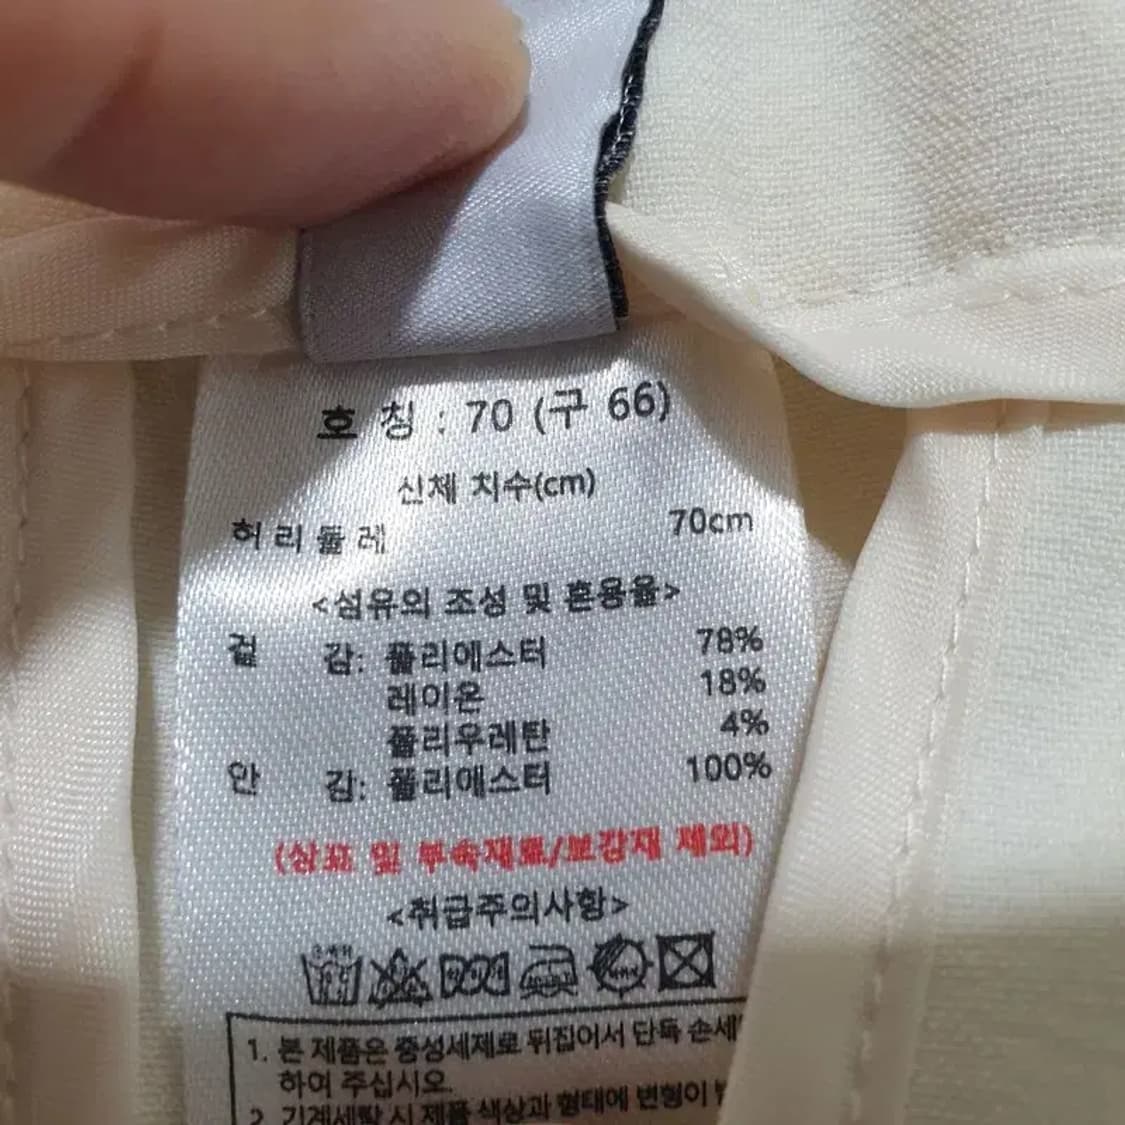 호 칭 : 70 (구 66)
신체 치수(cm)
허리둘레 70cm
<섬유의 조성 및 혼용율>
겉 감: 폴리에스터 78%
레이온 18%
폴리우레탄 4%
안 감: 폴리에스터 100%
(상표 및 부속재료/보강재 제외)
<취급주의사항>
1. 본 제품은 중성세제로 뒤집어서 단독 손세
하여 주십시오.
2. 기계세탁 시 제품 색상과 형태에 변형이